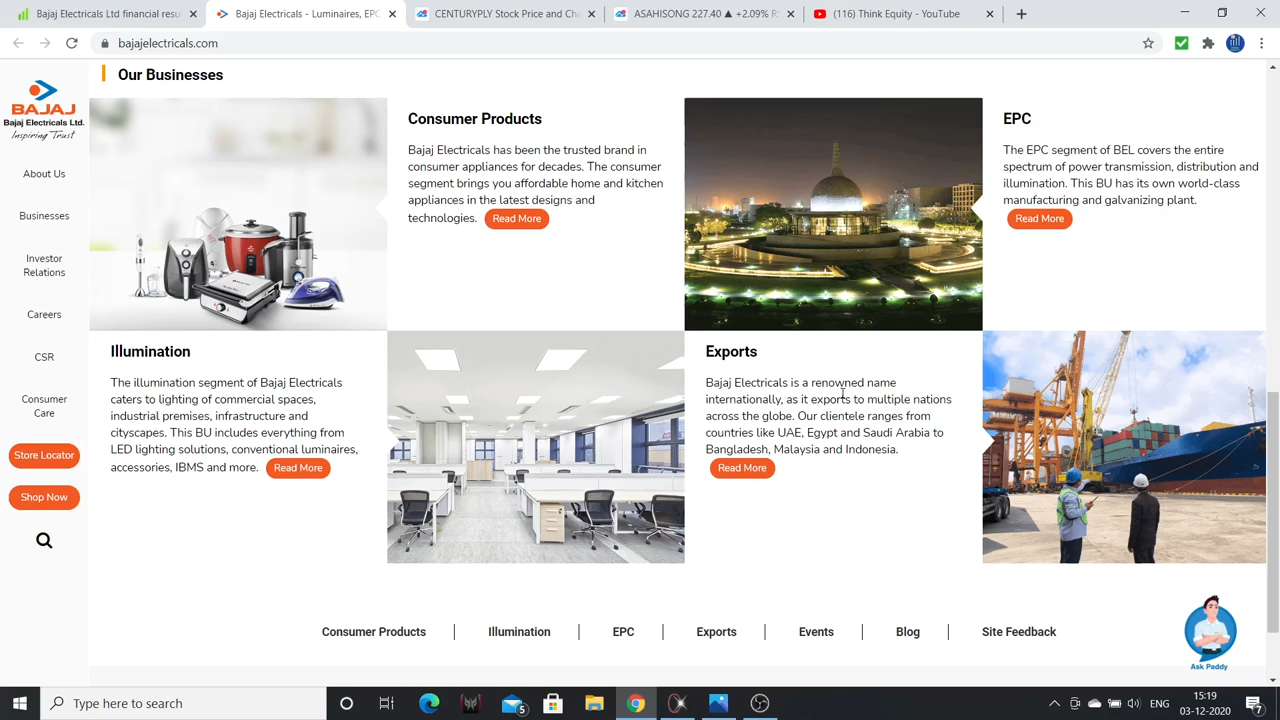 Bajaj Electricals Ltd financial resu
Bajaj Electricals - Luminaires, EPC
CENTURYPLY Stock Price and Cha
ASAHISONG 227.40 ▲ +2.09% R
(116) Think Equity - YouTube
bajajelectricals.com
BAJAJ
Bajaj Electricals Ltd.
Inspiring Trust
About Us
Businesses
Investor
Relations
Careers
CSR
Consumer
Care
Store Locator
Shop Now
Our Businesses
Consumer Products
Bajaj Electricals has been the trusted brand in
consumer appliances for decades. The consumer
segment brings you affordable home and kitchen
appliances in the latest designs and
technologies. Read More
EPC
The EPC segment of BEL covers the entire
spectrum of power transmission, distribution and
illumination. This BU has its own world-class
manufacturing and galvanizing plant.
Read More
Illumination
The illumination segment of Bajaj Electricals
caters to lighting of commercial spaces,
industrial premises, infrastructure and
cityscapes. This BU includes everything from
LED lighting solutions, conventional luminaires,
accessories, IBMS and more. Read More
Exports
Bajaj Electricals is a renowned name
internationally, as it exports to multiple nations
across the globe. Our clientele ranges from
countries like UAE, Egypt and Saudi Arabia to
Bangladesh, Malaysia and Indonesia.
Read More
Consumer Products
Illumination
EPC
Exports
Events
Blog
Site Feedback
Ask Paddy
Type here to search
5
ENG
15:19
03-12-2020
7